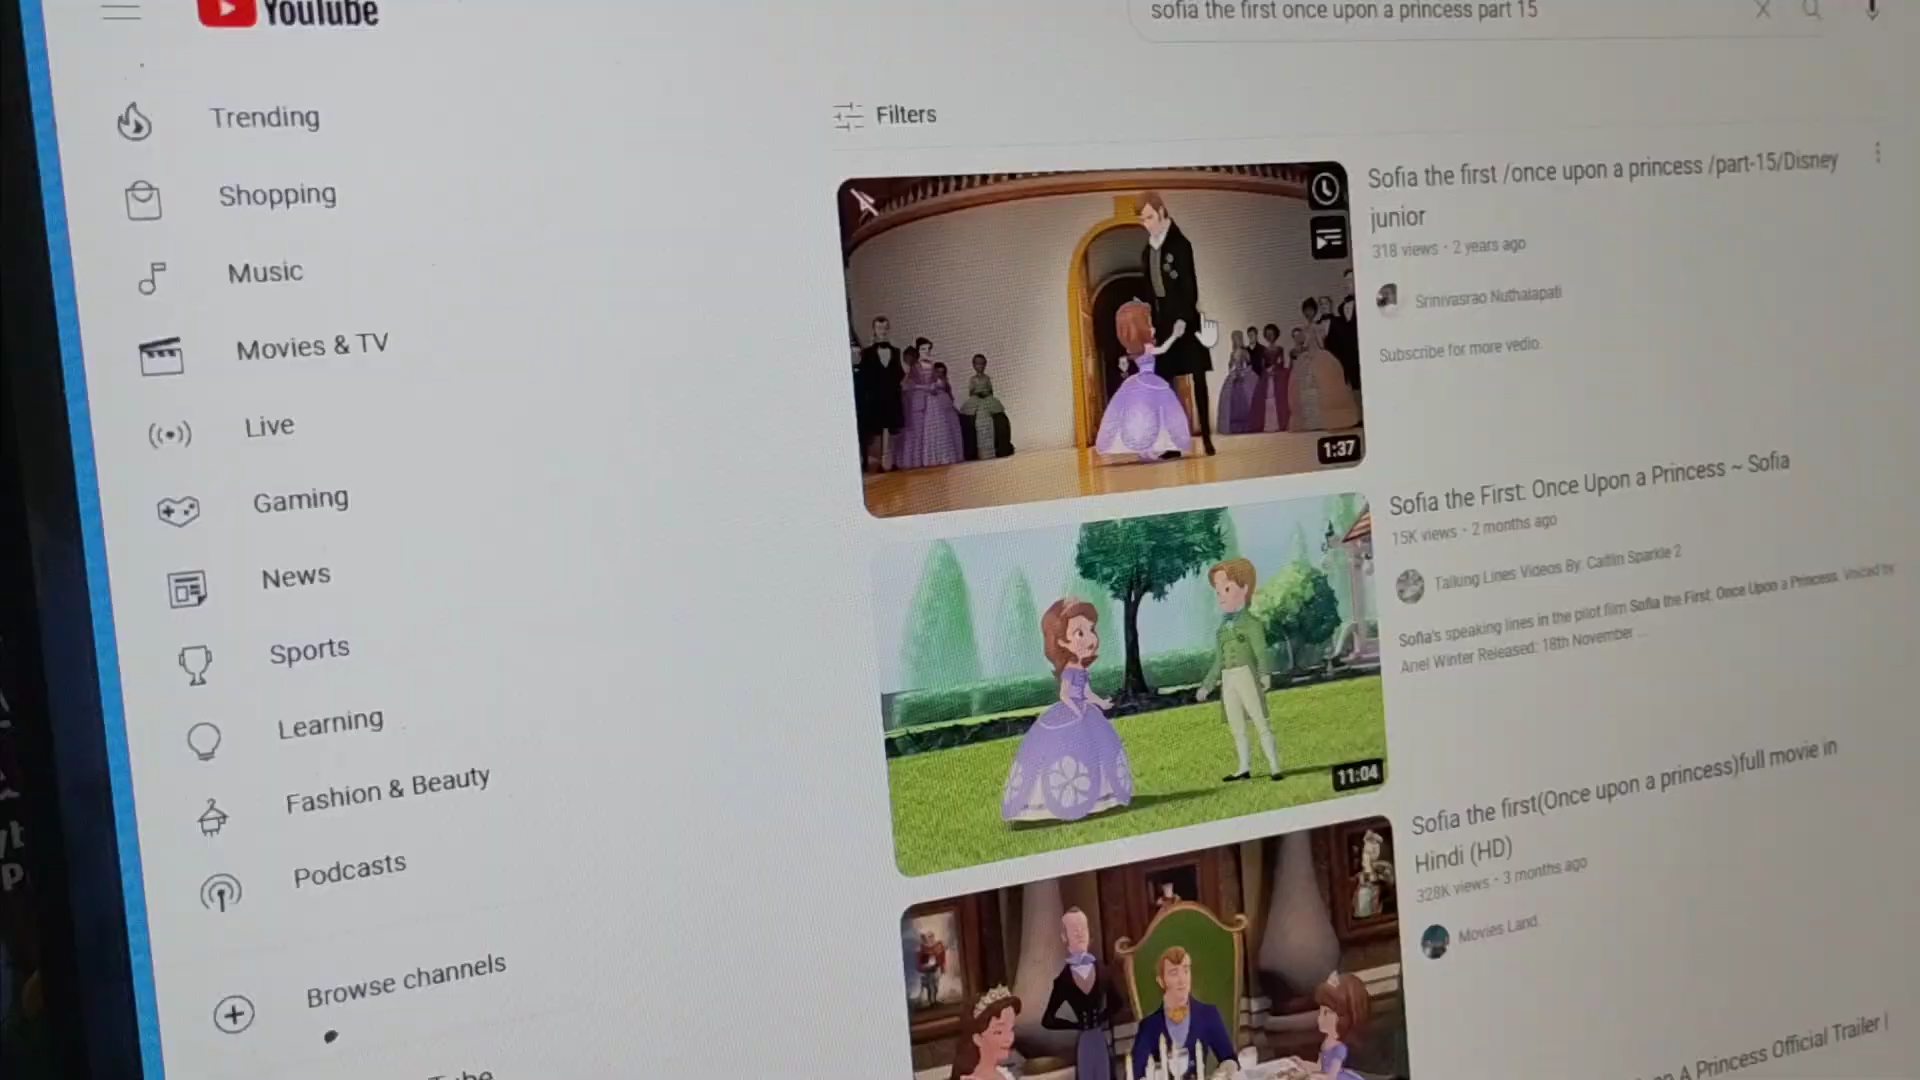 YouTube
sofia the first once upon a princess part 15
Trending
Shopping
Music
Movies & TV
Live
Gaming
News
Sports
Learning
Fashion & Beauty
Podcasts
Browse channels
Filters
1:37
Sofia the first /once upon a princess /part-15/Disney
junior
318 views · 2 years ago
Srinivasrao Nuthalapati
Subscribe for more vedio.
11:04
Sofia the First: Once Upon a Princess ~ Sofia
15K views · 2 months ago
Talking Lines Videos By: Caitlin Sparkle 2
Sofia's speaking lines in the pilot film Sofia the First: Once Upon a Princess. Voiced by
Ariel Winter Released: 18th November ...
Sofia the first(Once upon a princess)full movie in
Hindi (HD)
328K views · 3 months ago
Movies Land
A Princess Official Trailer |